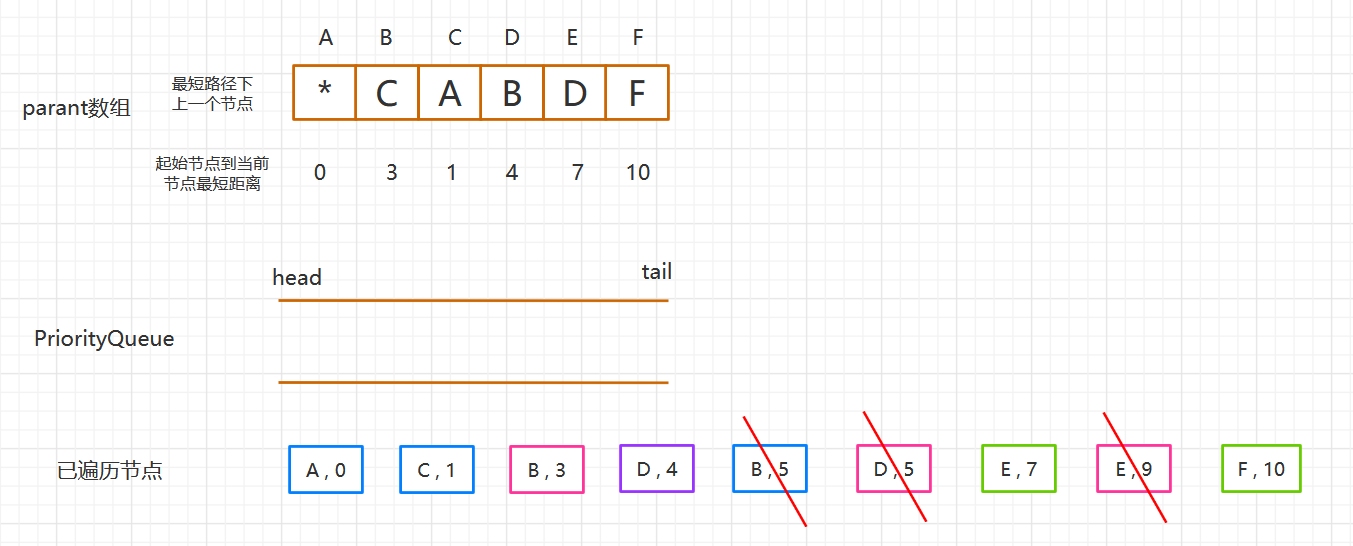 A B C D E F
最短路径下
上一个节点
parant数组
* C A B D F
起始节点到当前
节点最短距离
0 3 1 4 7 10
head tail
PriorityQueue
已遍历节点 A , 0 C , 1 B , 3 D , 4 B , 5 D , 5 E , 7 E , 9 F , 10